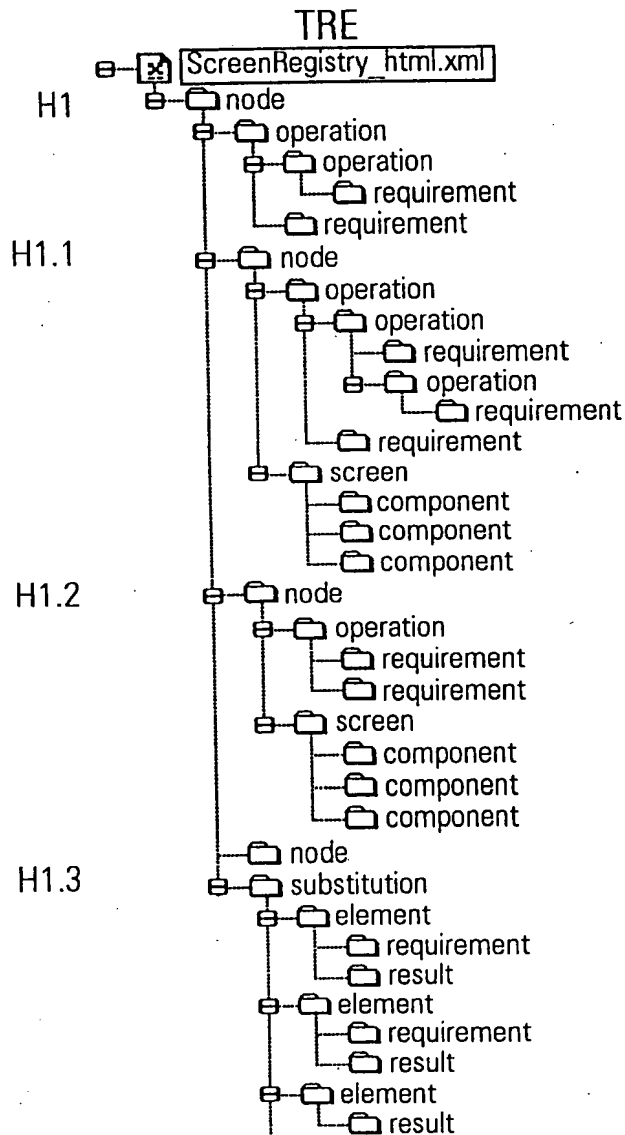 TRE
ScreenRegistry_html.xml
H1 node
operation
operation
requirement
requirement
H1.1 node
operation
operation
requirement
operation
requirement
requirement
screen
component
component
component
H1.2 node
operation
requirement
requirement
screen
component
component
component
node
H1.3 substitution
element
requirement
result
element
requirement
result
element
result